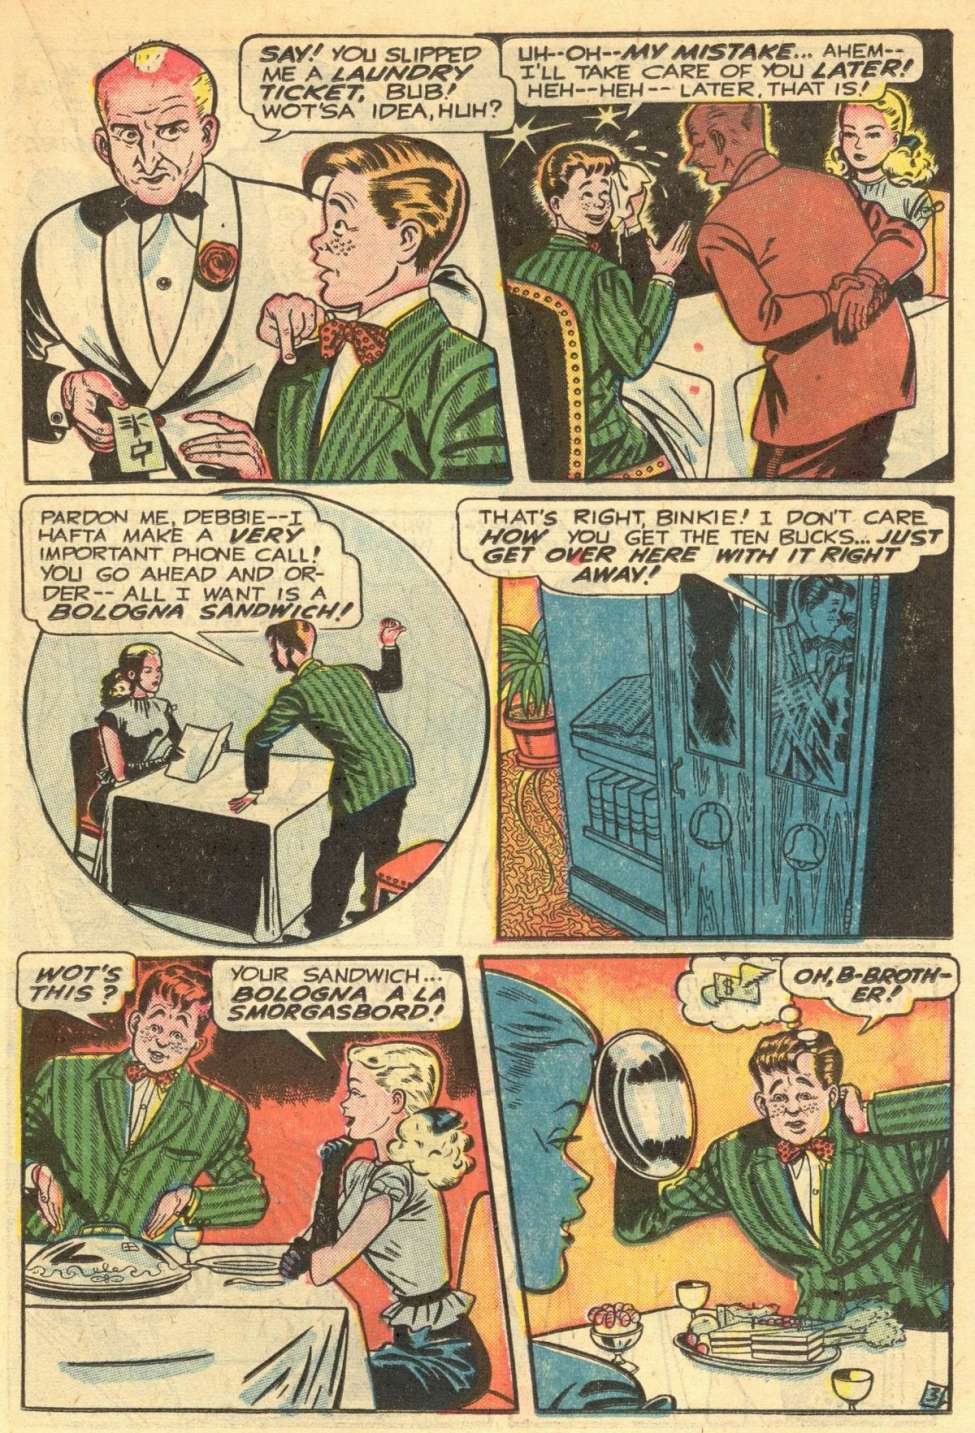 SAY! YOU SLIPPED
ME A LAUNDRY
TICKET, BUB!
WOT'SA IDEA, HUH?
UH--OH--MY MISTAKE... AHEM--
I'LL TAKE CARE OF YOU LATER!
HEH--HEH-- LATER, THAT IS!
PARDON ME, DEBBIE--I
HAFTA MAKE A VERY
IMPORTANT PHONE CALL!
YOU GO AHEAD AND OR-
DER-- ALL I WANT IS A
BOLOGNA SANDWICH!
THAT'S RIGHT, BINKIE! I DON'T CARE
HOW YOU GET THE TEN BUCKS... JUST
GET OVER HERE WITH IT RIGHT
AWAY!
WOT'S
THIS?
YOUR SANDWICH...
BOLOGNA A LA
SMORGASBORD!
$
OH, B-BROTH-
ER!
3